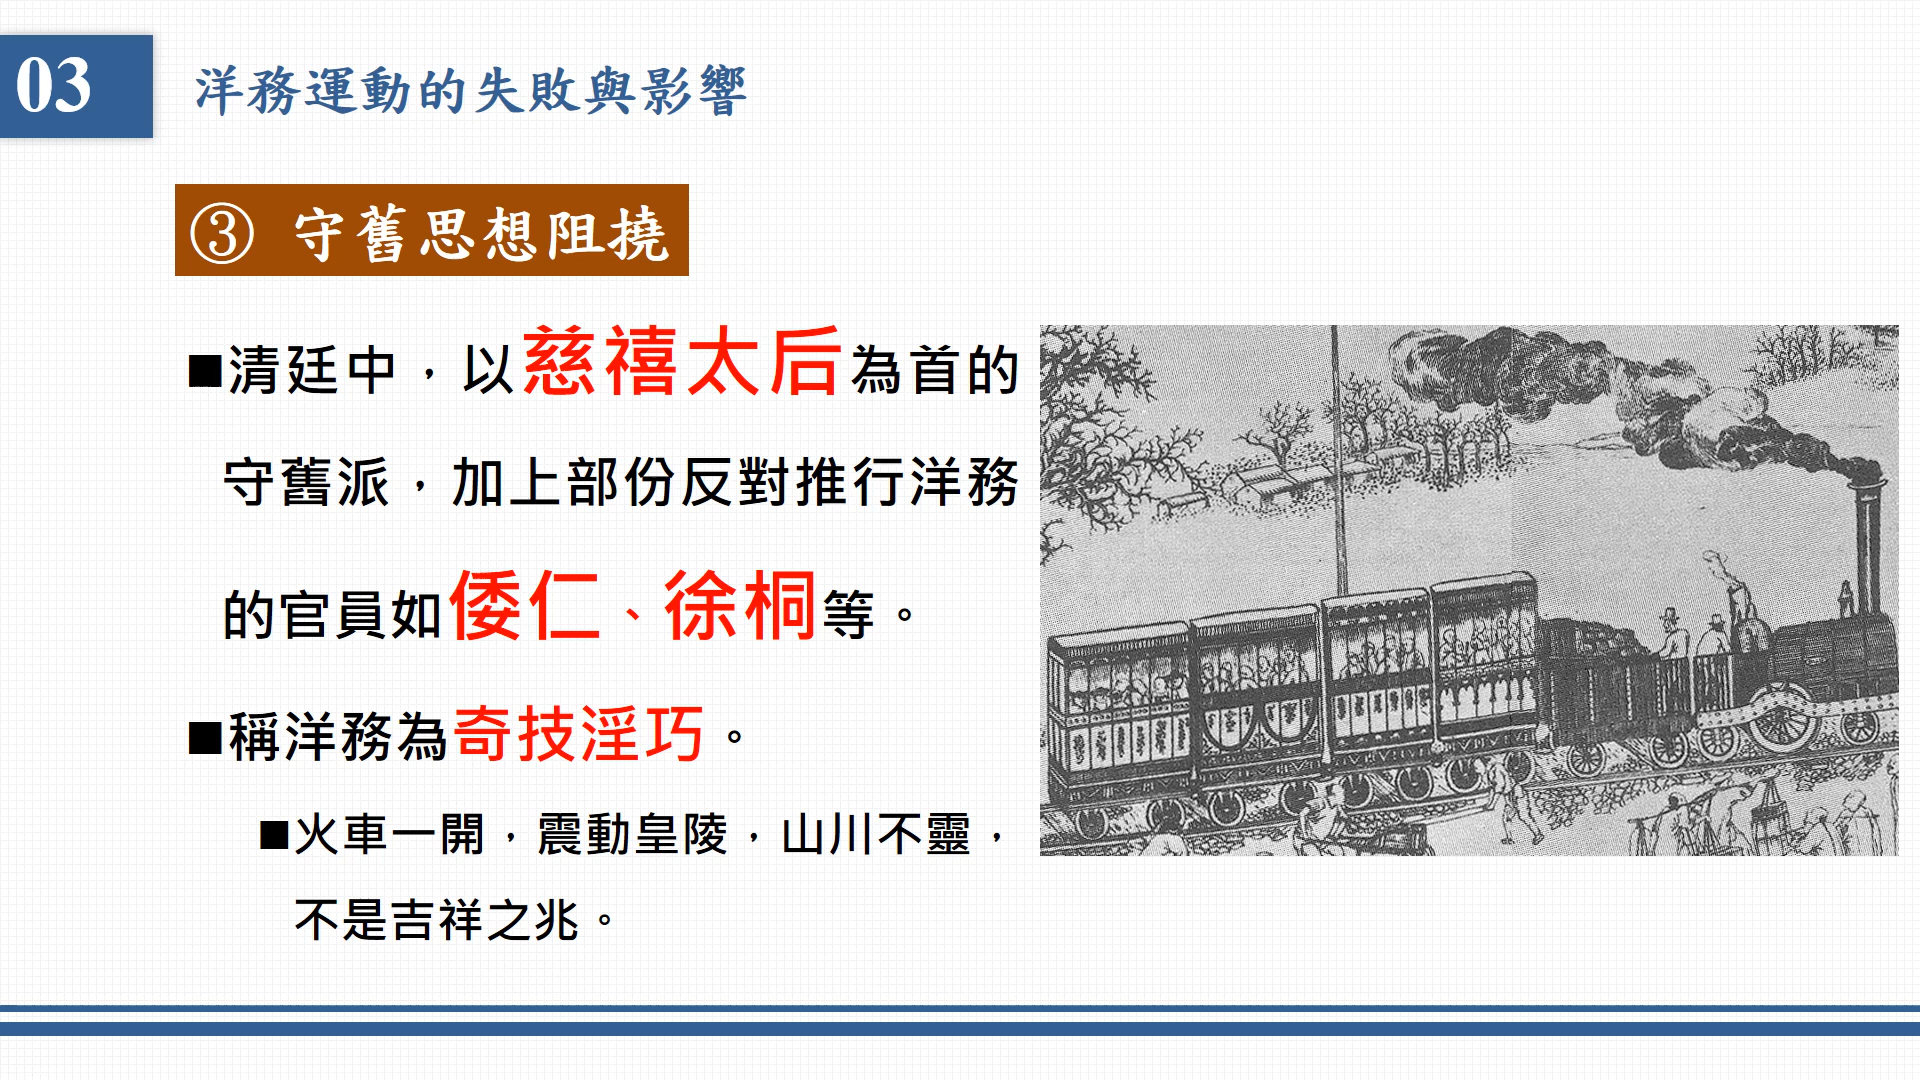 03
洋務運動的失敗與影響
③ 守舊思想阻撓
■清廷中，以慈禧太后為首的
守舊派，加上部份反對推行洋務
的官員如倭仁、徐桐等。
■稱洋務為奇技淫巧。
■火車一開，震動皇陵，山川不靈，
不是吉祥之兆。